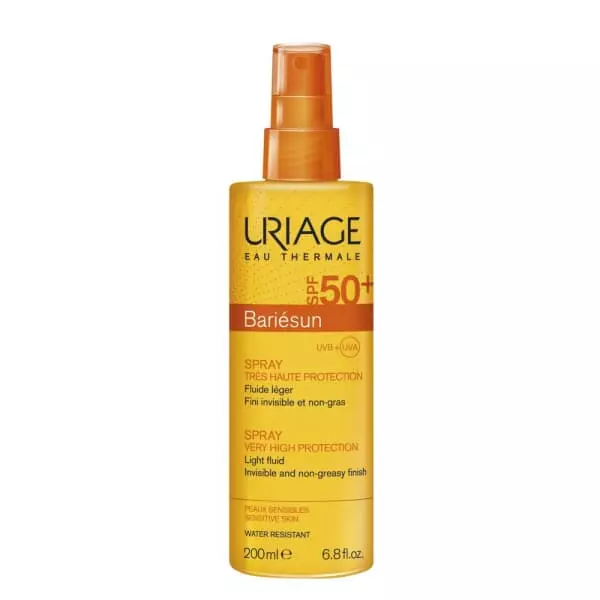 URIAGE
EAU THERMALE
SPF 50+
Bariésun
UVB + UVA
SPRAY
TRÈS HAUTE PROTECTION
Fluide léger
Fini invisible et non-gras
SPRAY
VERY HIGH PROTECTION
Light fluid
Invisible and non-greasy finish
PEAUX SENSIBLES
SENSITIVE SKIN
WATER RESISTANT
200ml e 6.8fl.oz.